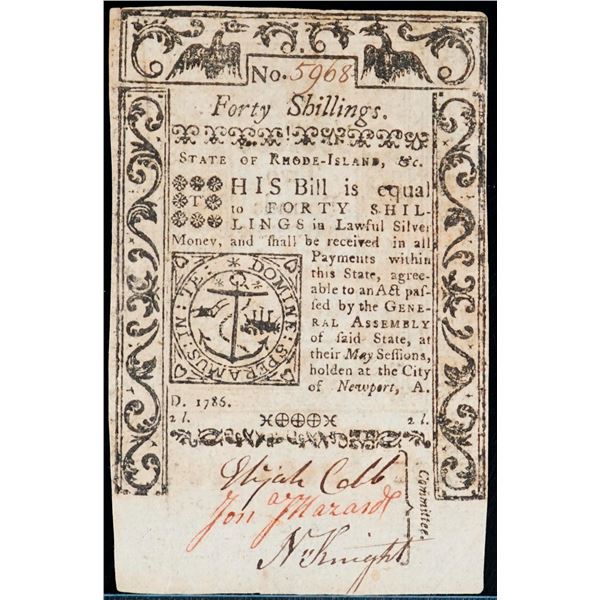 No. 5968
Forty Shillings.
STATE OF RHODE-ISLAND, &c.
THIS Bill is equal
to FORTY SHIL-
LINGS in Lawful Silver
Money, and shall be received in all
Payments within
this State, agree-
able to an Act pas-
sed by the GENE-
RAL ASSEMBLY
of said State, at
their May Sessions,
holden at the City
of Newport, A.
D. 1786.
IN TE DOMINE SPERAMUS
2 l. 2 l.
Elijah Cobb
Jona. J Hazard
Ns Knight
Committee